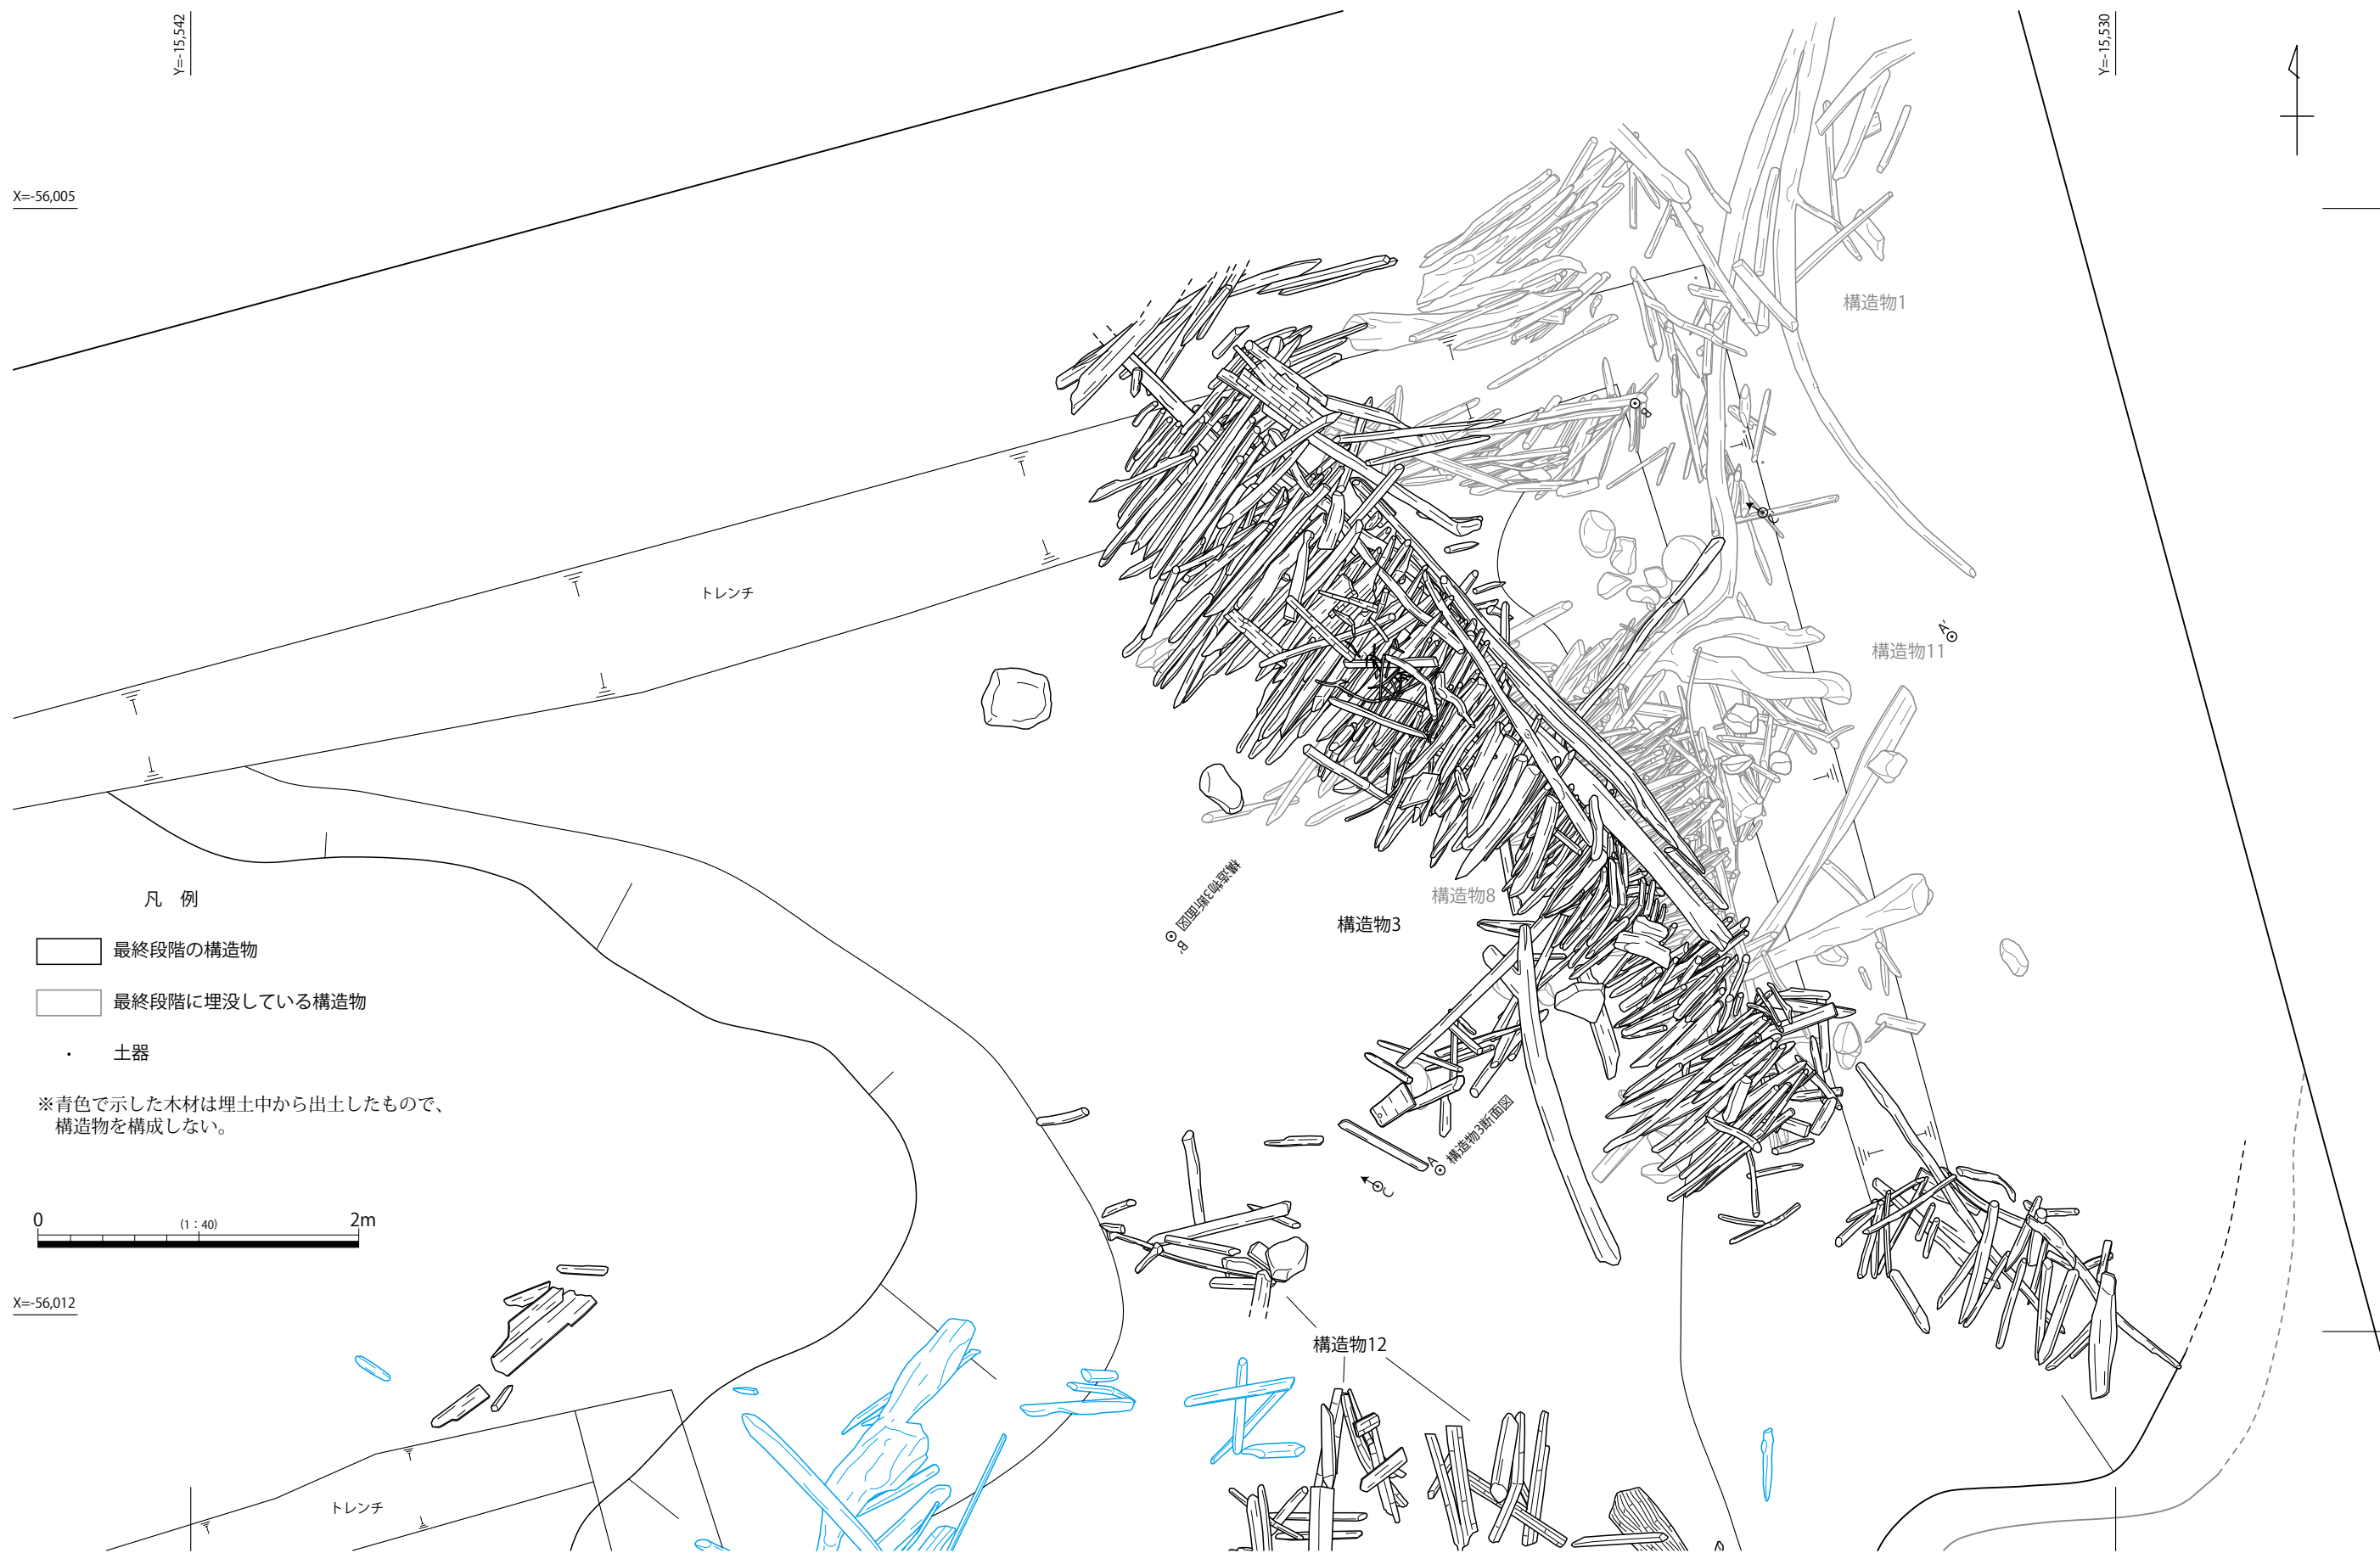 Y=-15,542
Y=-15,530
X=-56,005
構造物1
B
C'
トレンチ
A'
構造物11
構造物3断面図
B'
構造物8
構造物3
凡　例
最終段階の構造物
最終段階に埋没している構造物
・　土器
※青色で示した木材は埋土中から出土したもので、
構造物を構成しない。
A
構造物3断面図
C
0
(1：40)
2m
X=-56,012
構造物12
トレンチ